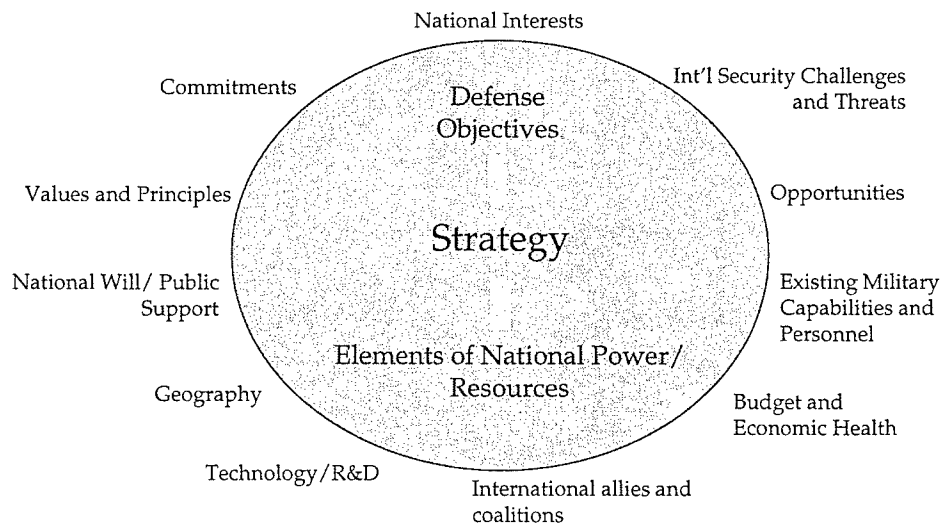 National Interests
Commitments
Int'l Security Challenges
and Threats
Defense
Objectives
Values and Principles
Opportunities
Strategy
National Will/ Public
Support
Existing Military
Capabilities and
Personnel
Elements of National Power/
Resources
Geography
Budget and
Economic Health
Technology/R&D
International allies and
coalitions